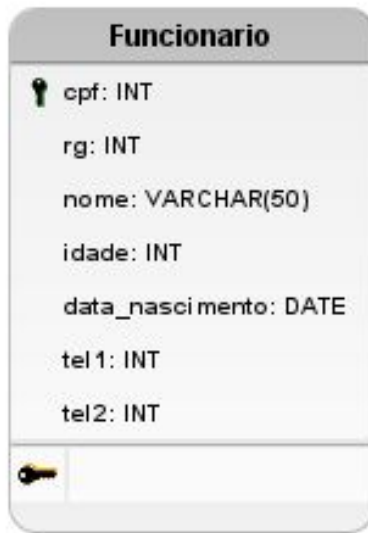 Funcionario
cpf: INT
rg: INT
nome: VARCHAR(50)
idade: INT
data_nascimento: DATE
tel1: INT
tel2: INT